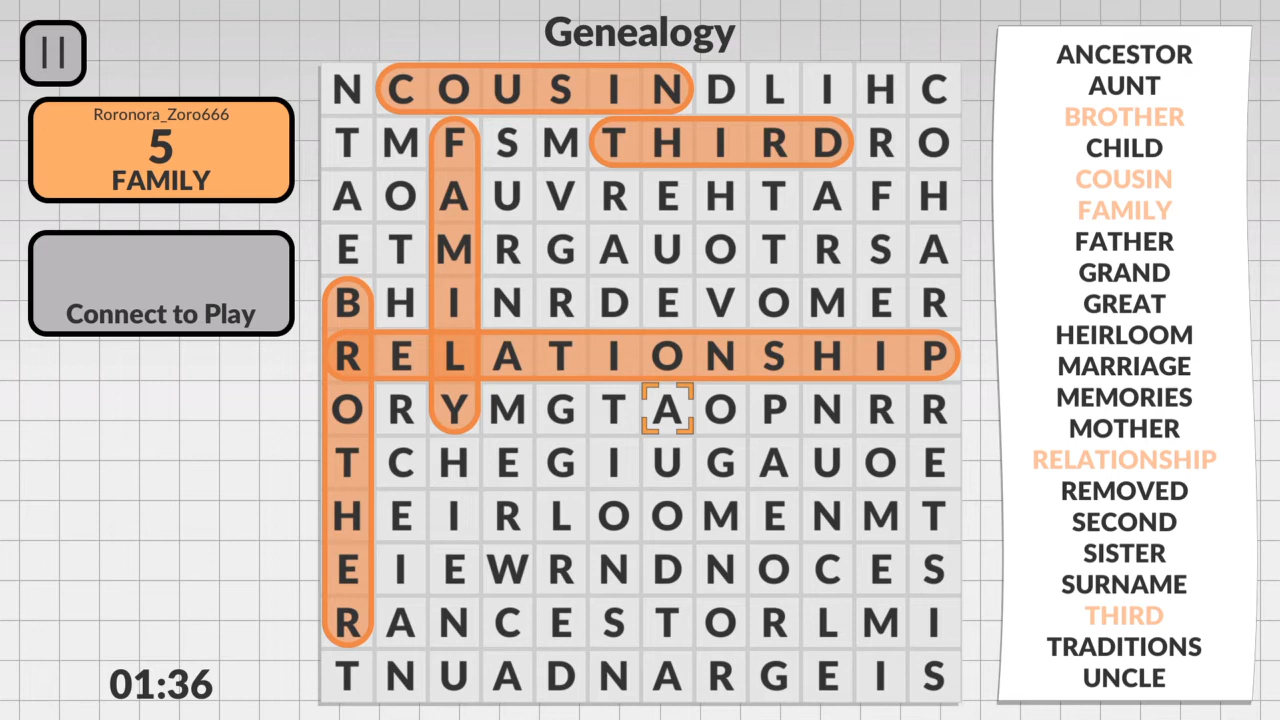 Genealogy
Roronora_Zoro666
5
FAMILY
Connect to Play
01:36
N C O U S I N D L I H C
T M F S M T H I R D R O
A O A U V R E H T A F H
E T M R G A U O T R S A
B H I N R D E V O M E R
R E L A T I O N S H I P
O R Y M G T A O P N R R
T C H E G I U G A U O E
H E I R L O O M E N M T
E I E W R N D N O C E S
R A N C E S T O R L M I
T N U A D N A R G E I S
ANCESTOR
AUNT
BROTHER
CHILD
COUSIN
FAMILY
FATHER
GRAND
GREAT
HEIRLOOM
MARRIAGE
MEMORIES
MOTHER
RELATIONSHIP
REMOVED
SECOND
SISTER
SURNAME
THIRD
TRADITIONS
UNCLE